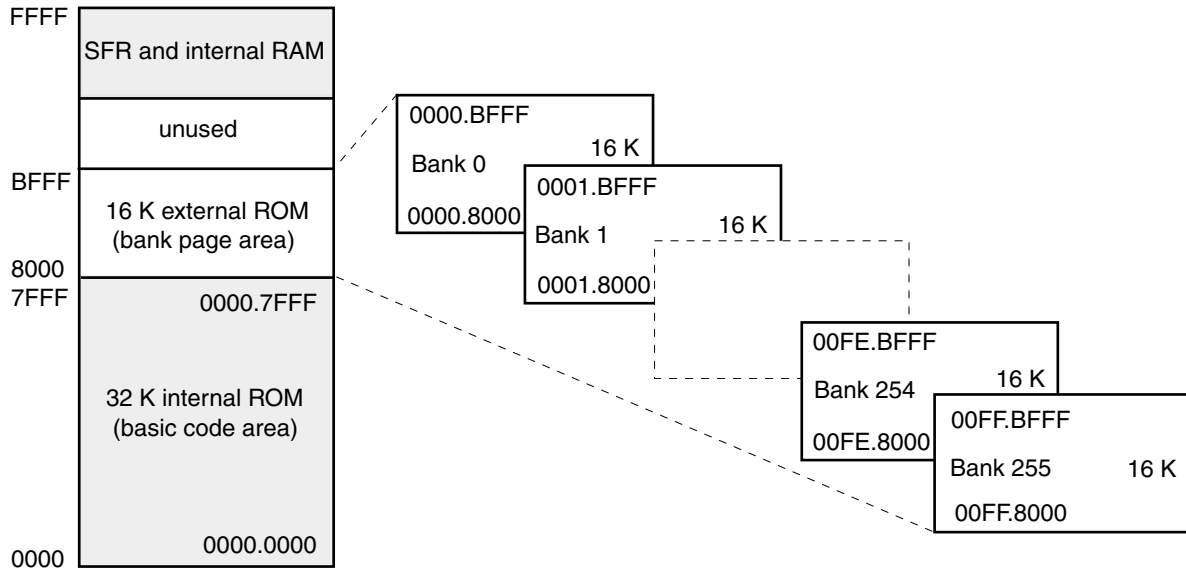 FFFF
SFR and internal RAM
unused
BFFF
16 K external ROM
(bank page area)
8000
7FFF
0000.7FFF
32 K internal ROM
(basic code area)
0000.0000
0000
0000.BFFF
16 K
Bank 0
0000.8000
0001.BFFF
16 K
Bank 1
0001.8000
00FE.BFFF
16 K
Bank 254
00FE.8000
00FF.BFFF
Bank 255
16 K
00FF.8000